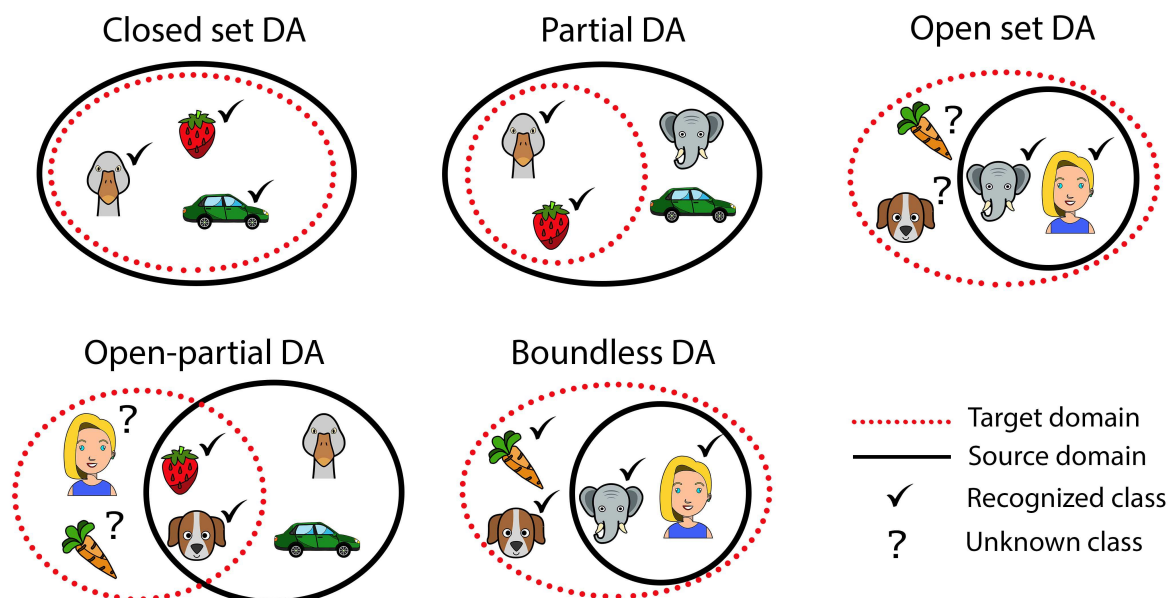 Closed set DA
Partial DA
Open set DA
?
?
Open-partial DA
Boundless DA
?
?
Target domain
Source domain
Recognized class
? Unknown class